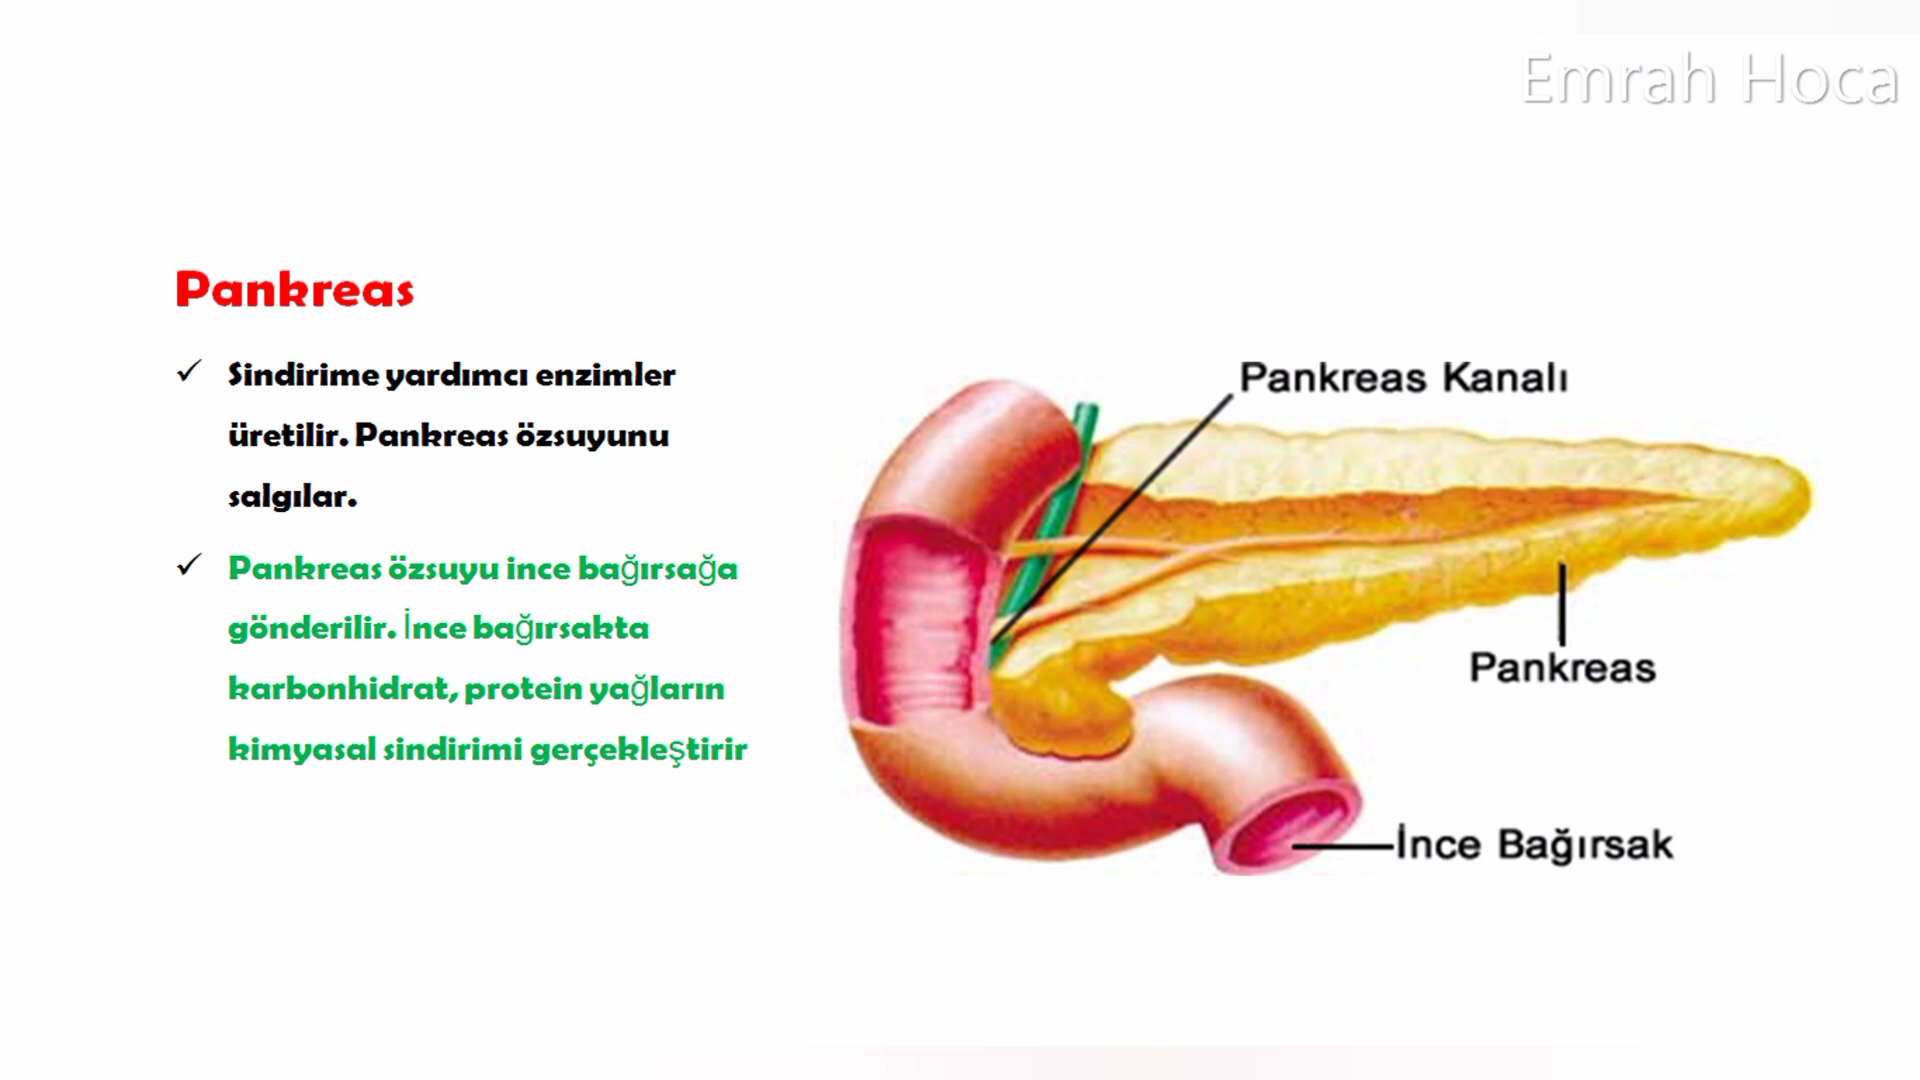 Emrah Hoca
Pankreas
✓ Sindirime yardımcı enzimler
üretilir. Pankreas özsuyunu
salgılar.
✓ Pankreas özsuyu ince bağırsağa
gönderilir. İnce bağırsakta
karbonhidrat, protein yağların
kimyasal sindirimi gerçekleştirir
Pankreas Kanalı
Pankreas
İnce Bağırsak